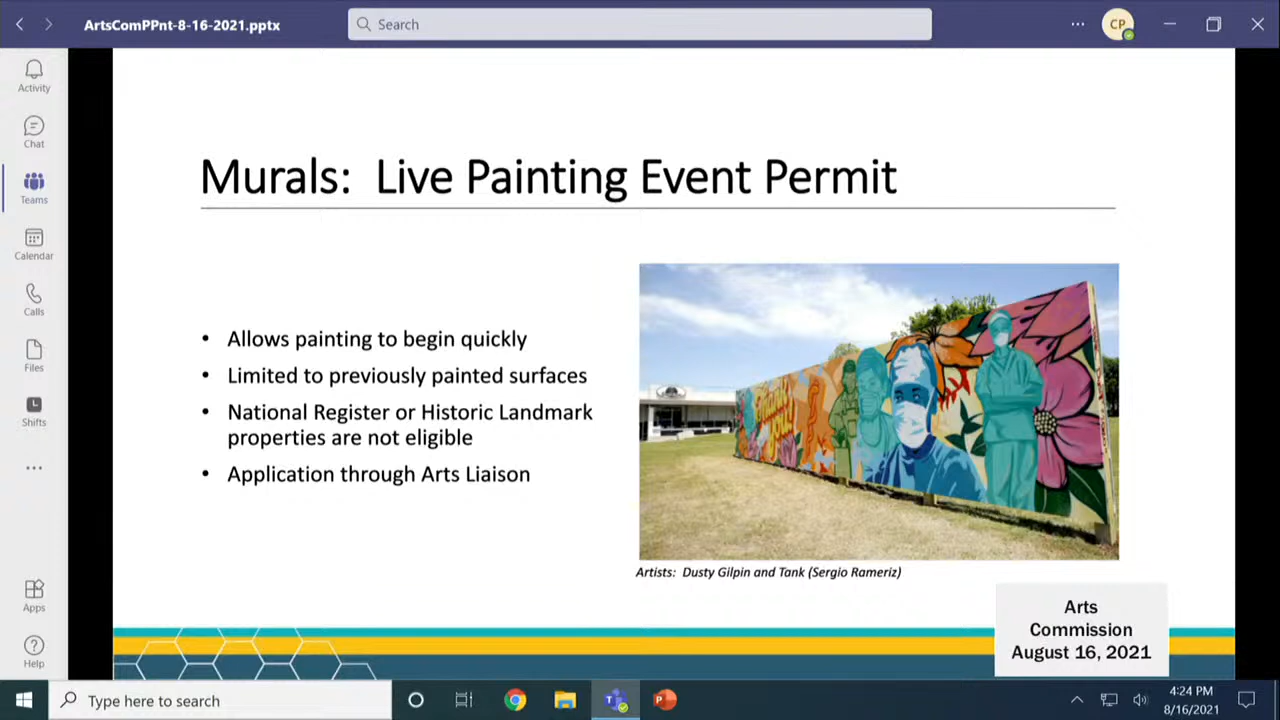 ArtsComPPnt-8-16-2021.pptx
Search
CP
Activity
Chat
Teams
Calendar
Calls
Files
Shifts
Apps
Help
Murals: Live Painting Event Permit
• Allows painting to begin quickly
• Limited to previously painted surfaces
• National Register or Historic Landmark
properties are not eligible
• Application through Arts Liaison
Thank
you!
Artists: Dusty Gilpin and Tank (Sergio Rameriz)
Arts
Commission
August 16, 2021
Type here to search
4:24 PM
8/16/2021